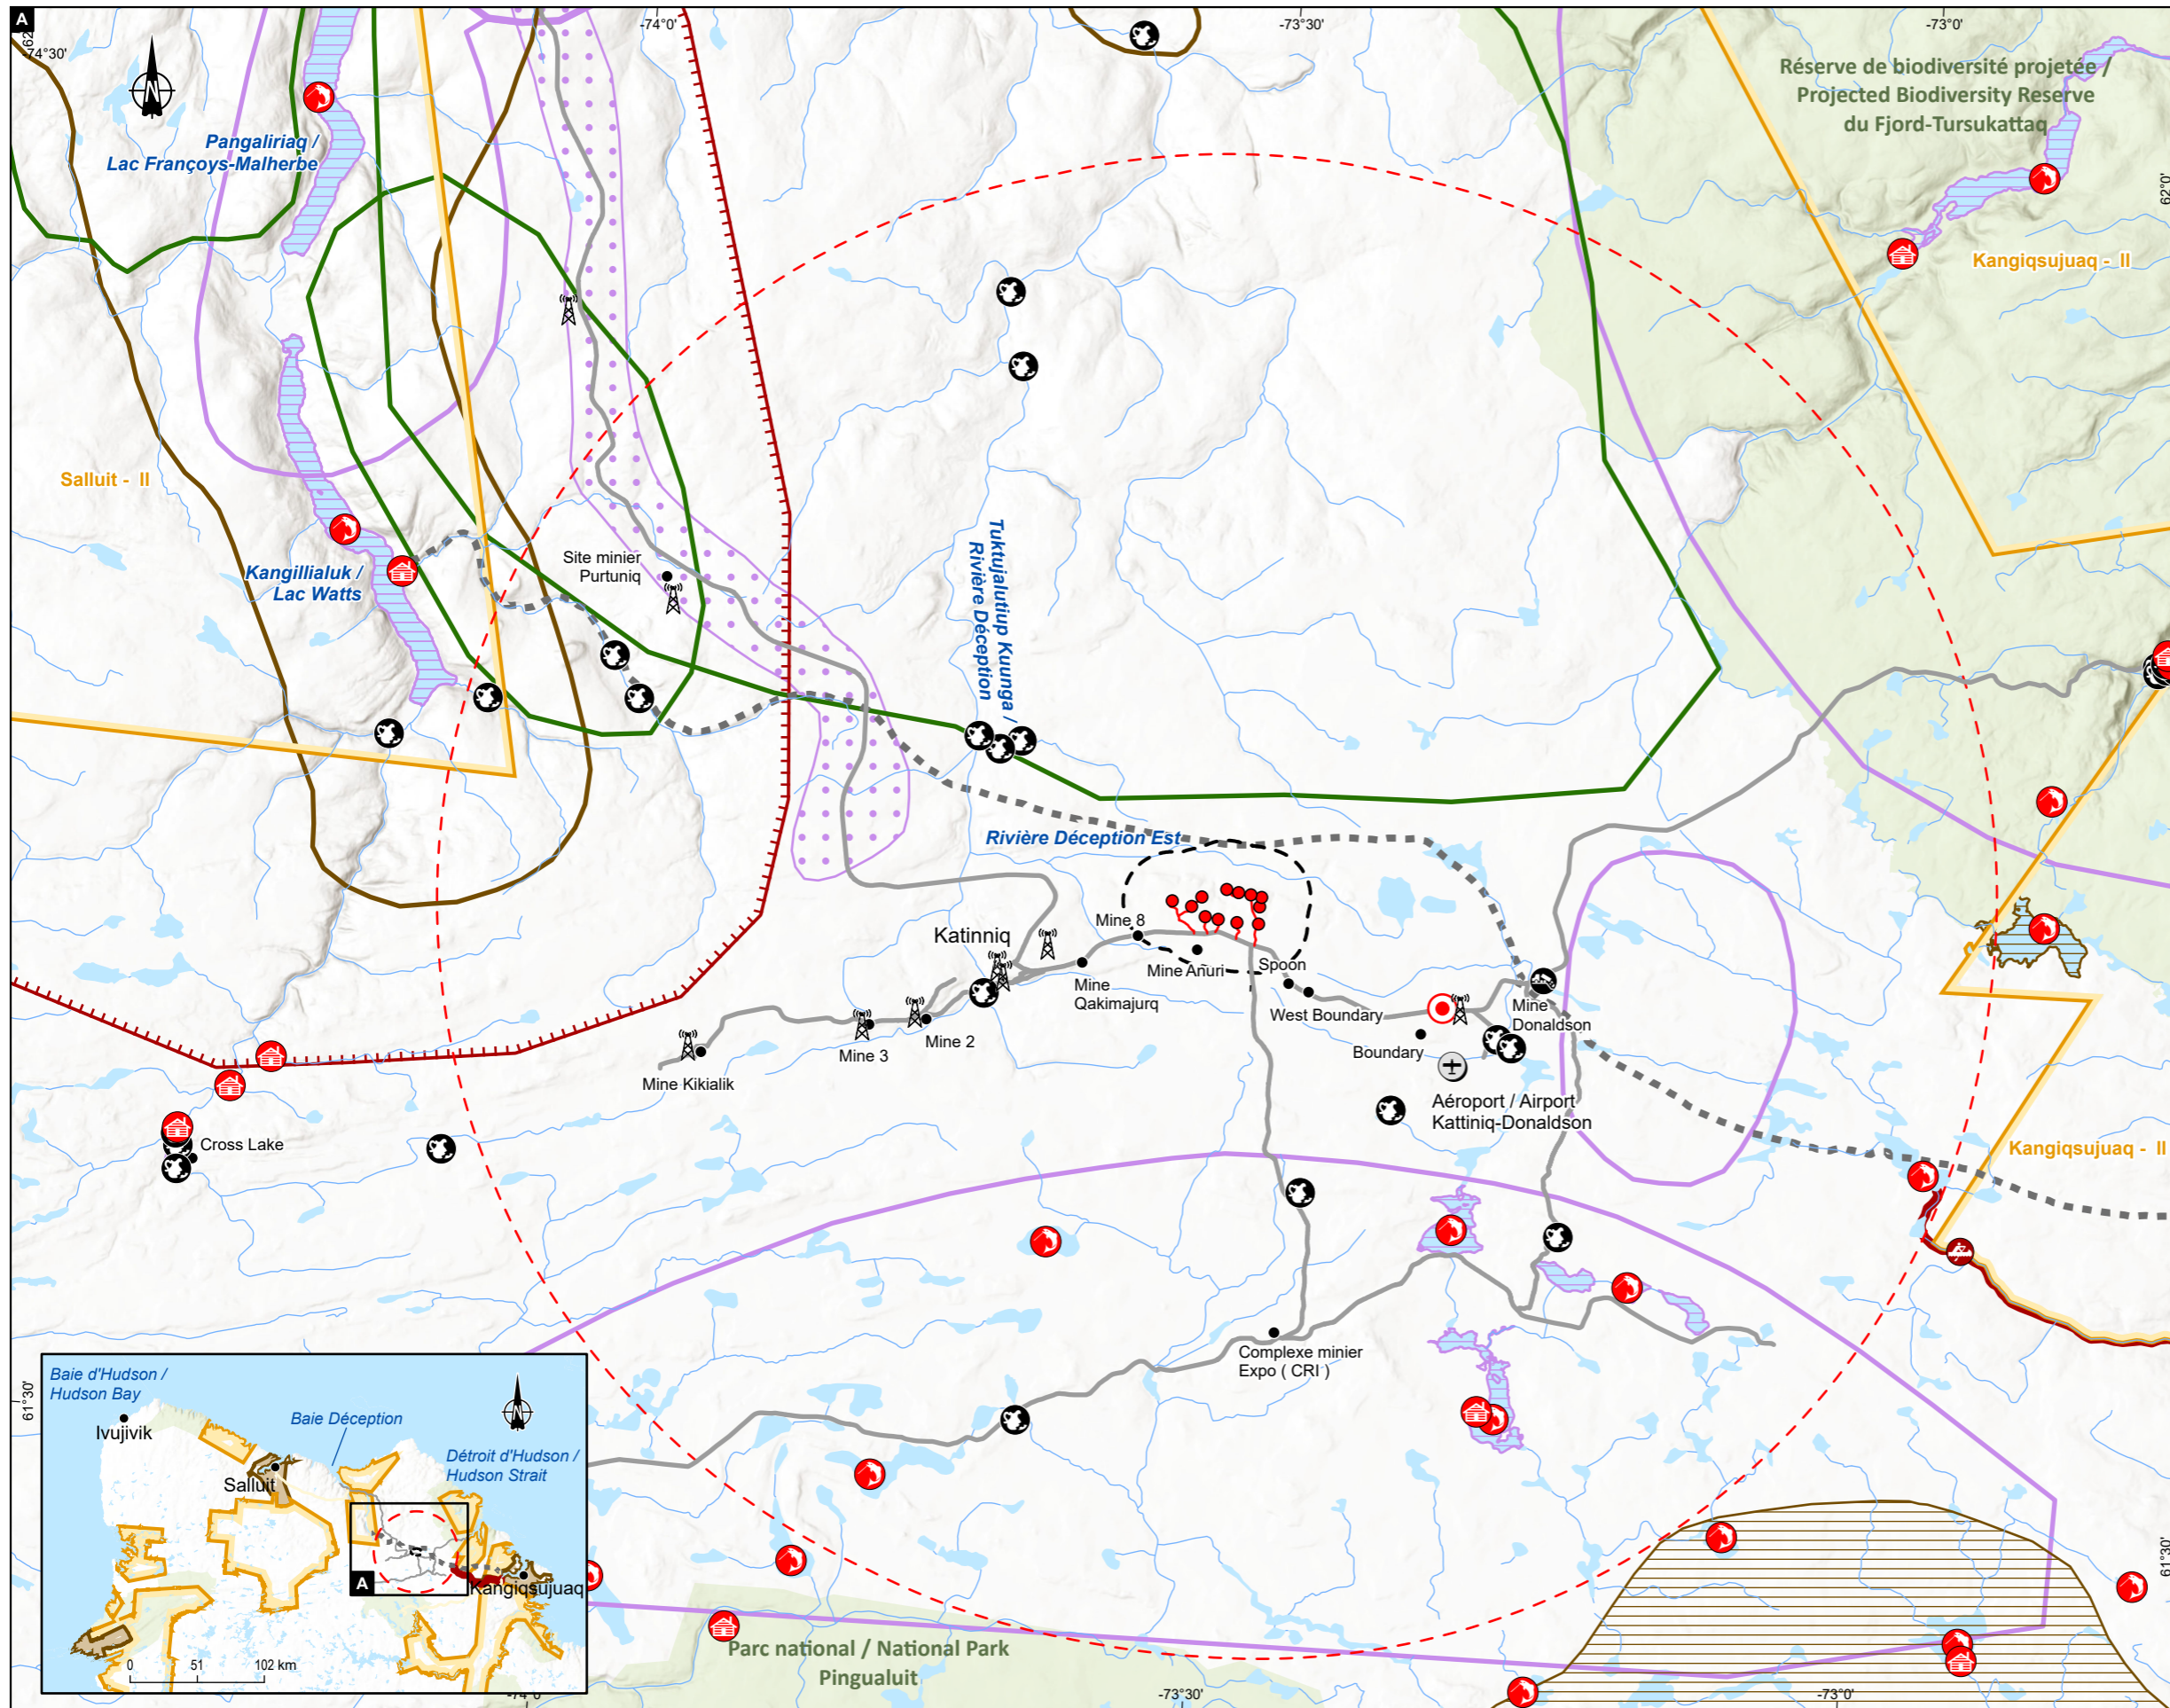 A
-74°30'
-74°0'
-73°30'
-73°0'
62°0'
Réserve de biodiversité projetée /
Projected Biodiversity Reserve
du Fjord-Tursukattaq
Pangaliriaq /
Lac Françoys-Malherbe
Kangiqsujuaq - II
Salluit - II
Kangillialuk /
Lac Watts
Site minier
Purtuniq
Tuktujalutiup Kuunga /
Rivière Déception
Rivière Déception Est
Katinniq
Mine 8
Mine Anuri
Spoon
Mine
Qakimajurq
West Boundary
Mine
Donaldson
Boundary
Mine 2
Mine 3
Mine Kikialik
Aéroport / Airport
Kattiniq-Donaldson
Cross Lake
Kangiqsujuaq - II
Complexe minier
Expo ( CRI )
61°30'
61°30'
Baie d'Hudson /
Hudson Bay
Ivujivik
Baie Déception
Détroit d'Hudson /
Hudson Strait
Salluit
A
Kangiqsujuaq
0 51 102 km
Parc national / National Park
Pingualuit
-74°0'
-73°30'
-73°0'